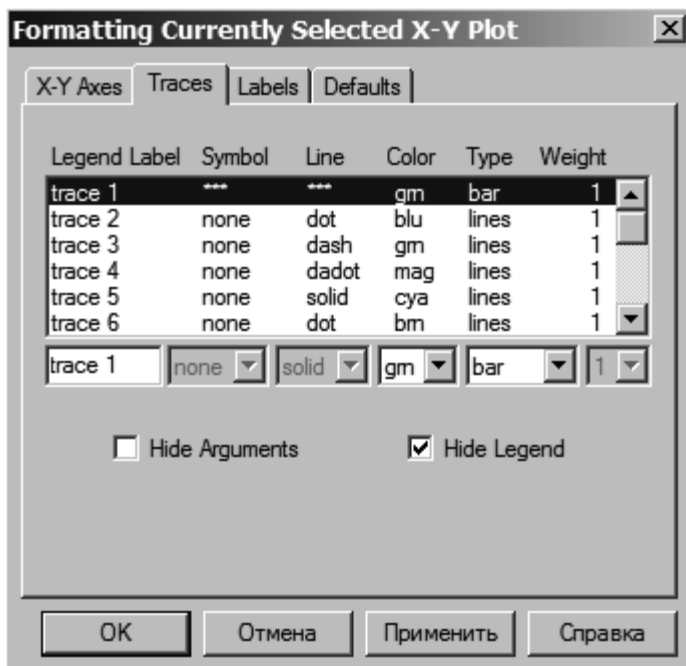 Formatting Currently Selected X-Y Plot
X-Y Axes Traces Labels Defaults
Legend Label Symbol Line Color Type Weight
trace 1 *** *** grn bar 1
trace 2 none dot blu lines 1
trace 3 none dash grn lines 1
trace 4 none dadot mag lines 1
trace 5 none solid cya lines 1
trace 6 none dot brn lines 1
trace 1 none solid grn bar 1
Hide Arguments Hide Legend
OK Отмена Применить Справка